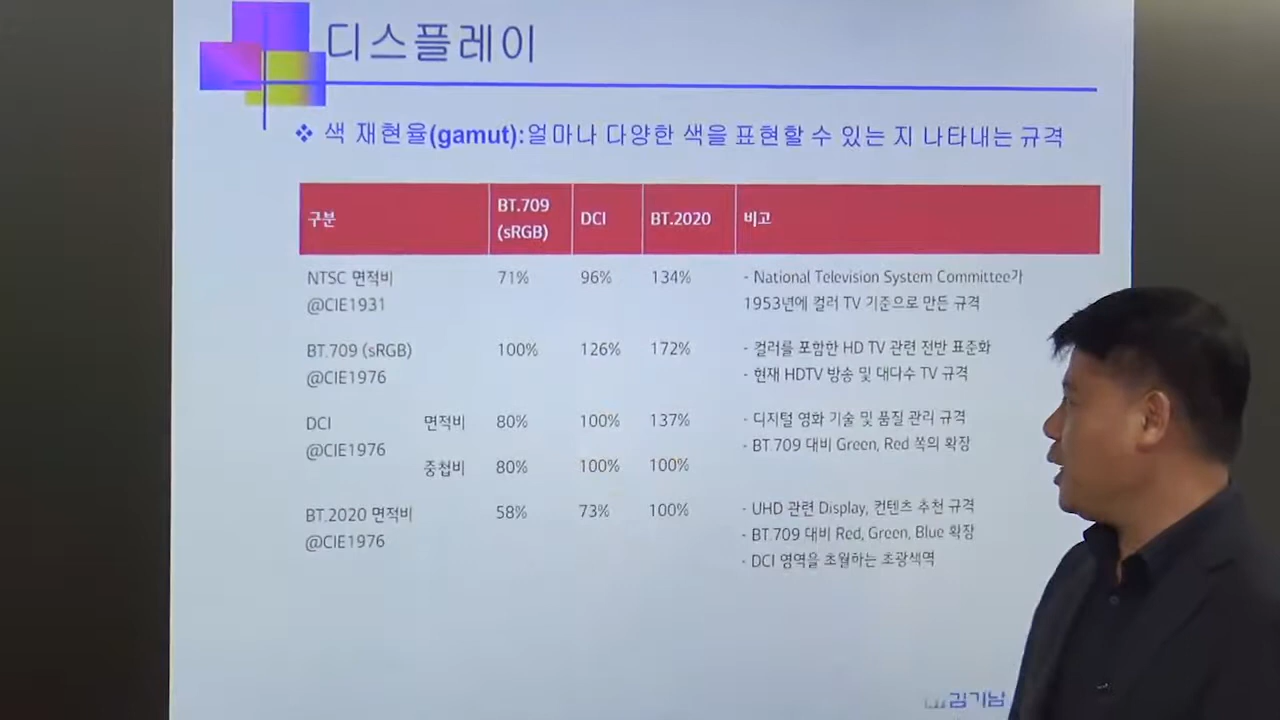 디스플레이
❖ 색 재현율(gamut):얼마나 다양한 색을 표현할 수 있는 지 나타내는 규격
구분 BT.709 (sRGB) DCI BT.2020 비고
NTSC 면적비 71% 96% 134% - National Television System Committee가
@CIE1931 1953년에 컬러 TV 기준으로 만든 규격
BT.709 (sRGB) 100% 126% 172% - 컬러를 포함한 HD TV 관련 전반 표준화
@CIE1976 - 현재 HDTV 방송 및 대다수 TV 규격
DCI 면적비 80% 100% 137% - 디지털 영화 기술 및 품질 관리 규격
@CIE1976 - BT.709 대비 Green, Red 쪽의 확장
중첩비 80% 100% 100%
BT.2020 면적비 58% 73% 100% - UHD 관련 Display, 컨텐츠 추천 규격
@CIE1976 - BT.709 대비 Red, Green, Blue 확장
- DCI 영역을 초월하는 초광색역
김기남